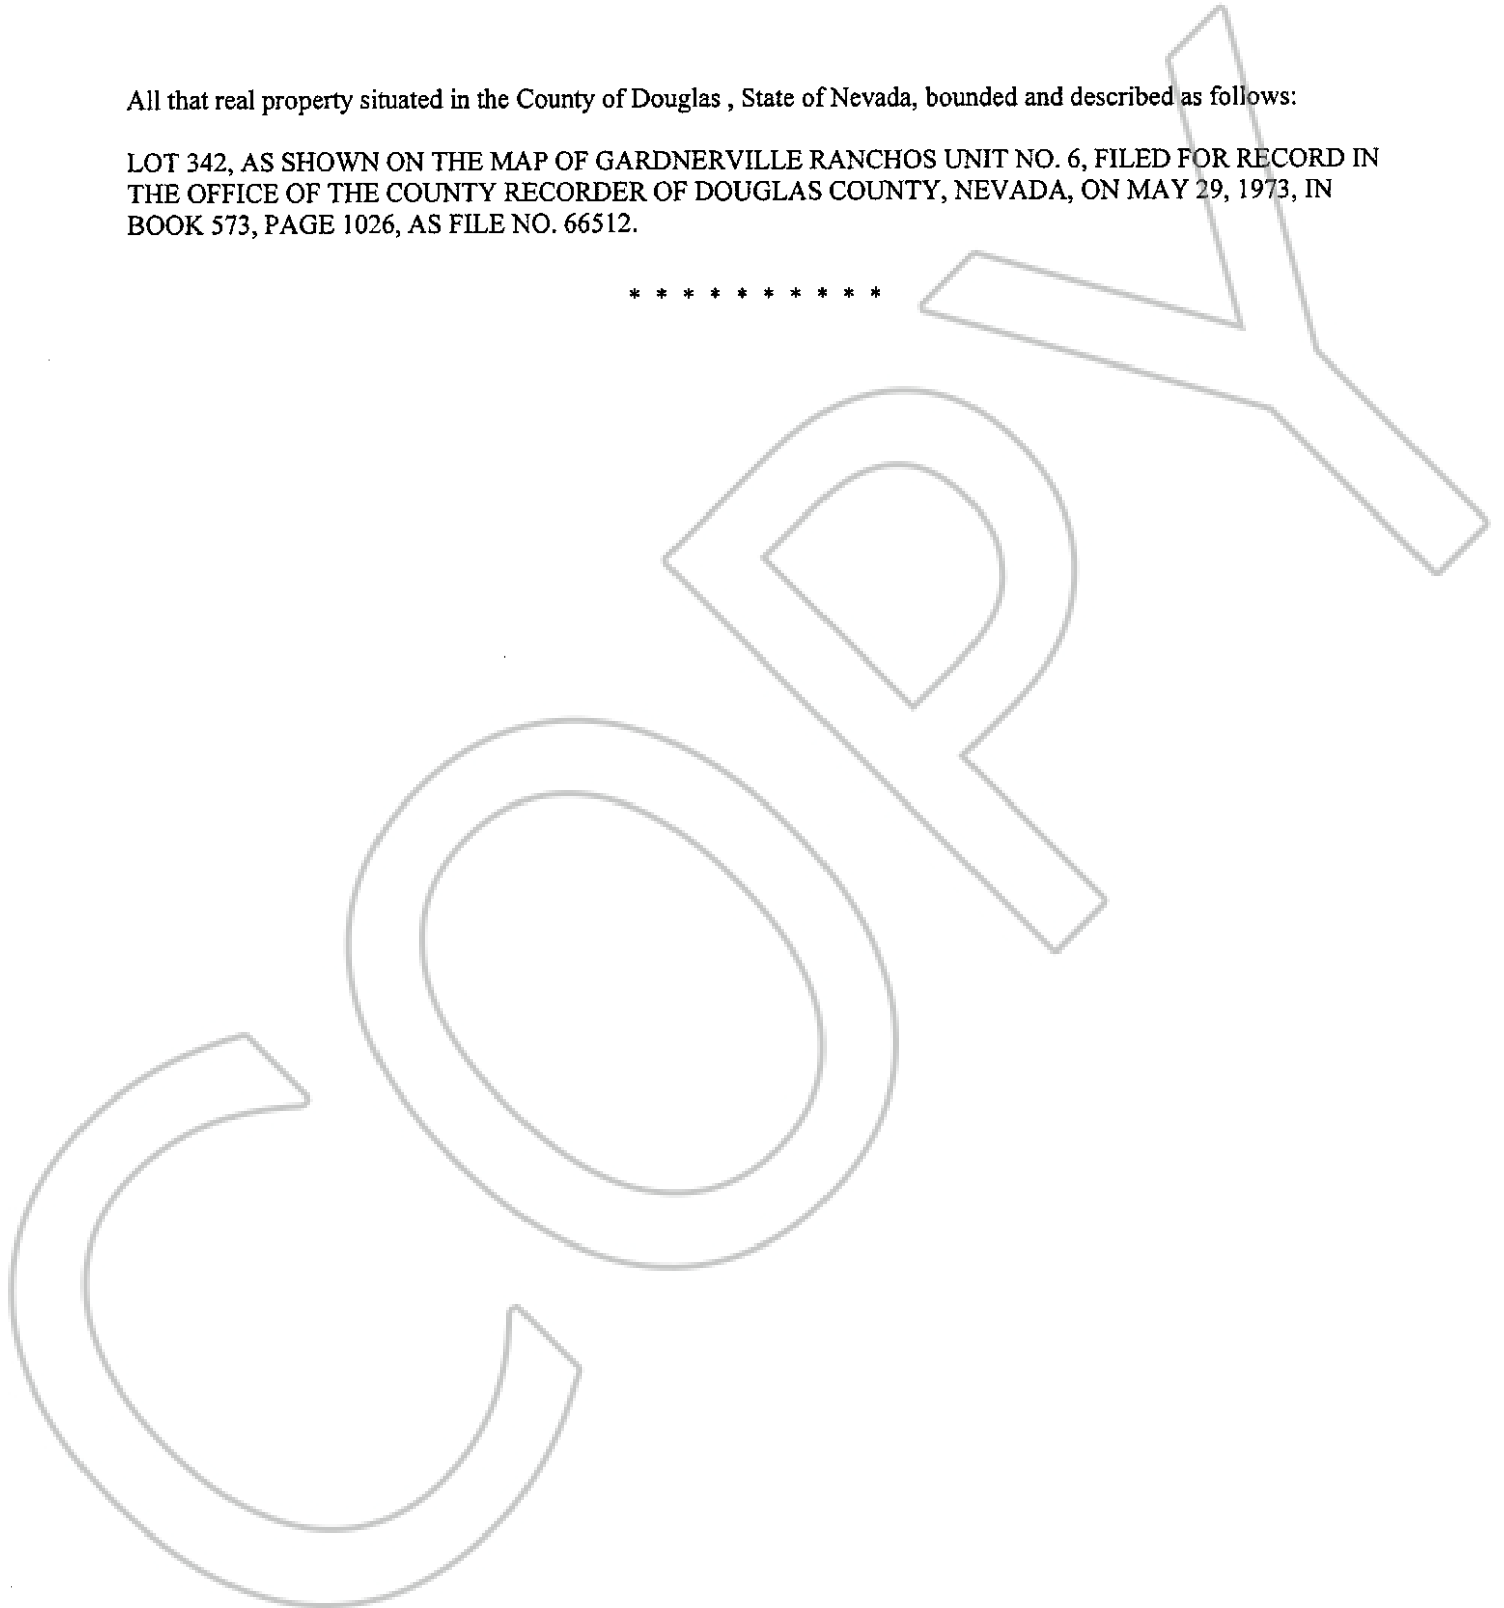 All that real property situated in the County of Douglas , State of Nevada, bounded and described as follows:
LOT 342, AS SHOWN ON THE MAP OF GARDNERVILLE RANCHOS UNIT NO. 6, FILED FOR RECORD IN
THE OFFICE OF THE COUNTY RECORDER OF DOUGLAS COUNTY, NEVADA, ON MAY 29, 1973, IN
BOOK 573, PAGE 1026, AS FILE NO. 66512.
* * * * * * * * * *
COPY